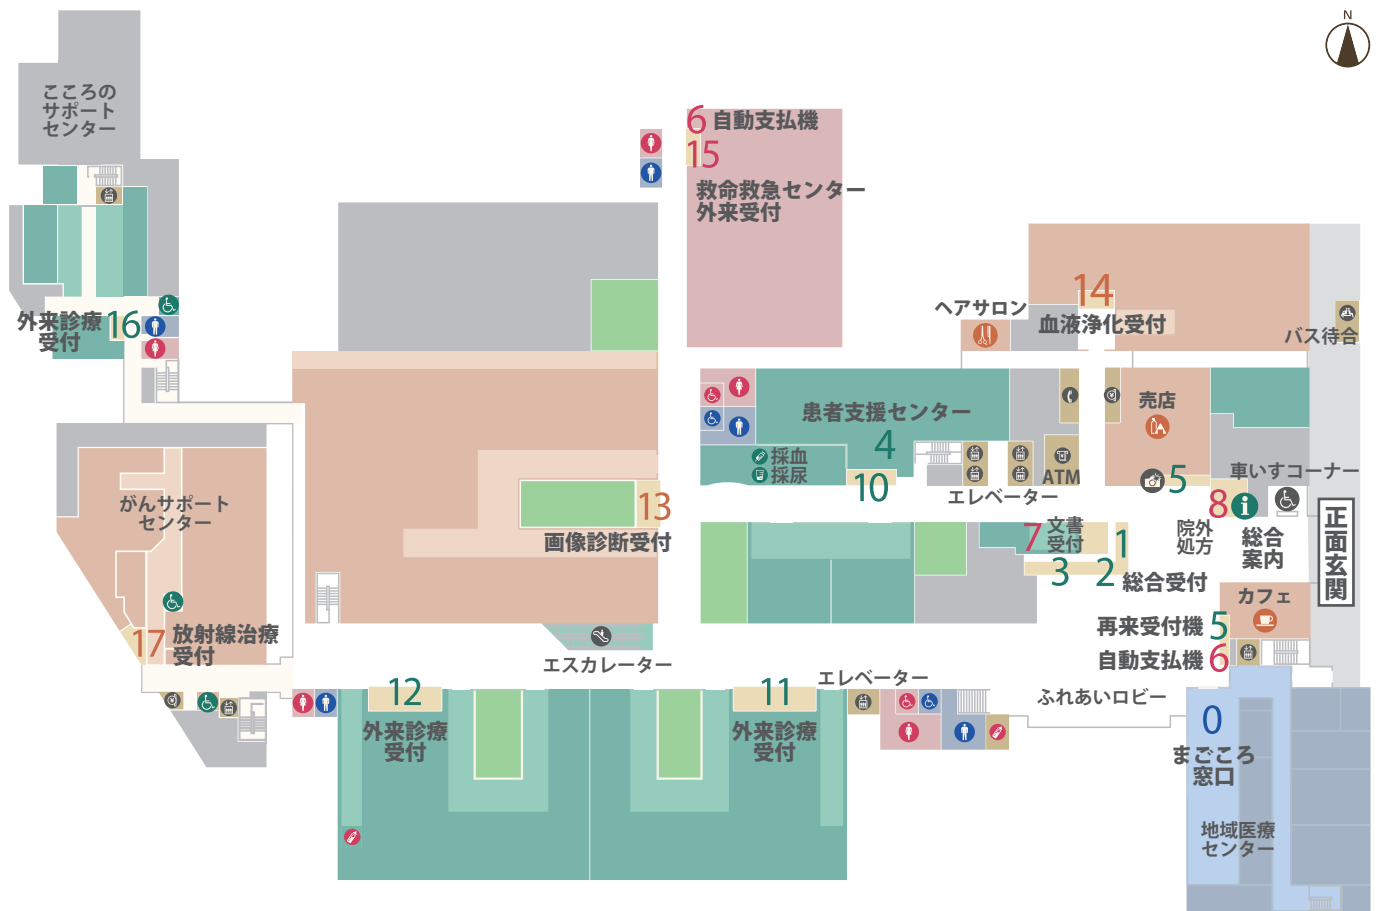 N
こころの
サポート
センター
6 自動支払機
15
救命救急センター
外来受付
14
血液浄化受付
ヘアサロン
バス待合
外来診療
受付
16
売店
患者支援センター
4
採血
採尿
10
エレベーター
ATM
5
車いすコーナー
8
院外
処方
総合
案内
正面玄関
がんサポート
センター
13
画像診断受付
7
文書
受付
1
3
2
総合受付
カフェ
再来受付機
5
自動支払機
6
17
放射線治療
受付
エスカレーター
エレベーター
ふれあいロビー
12
外来診療
受付
11
外来診療
受付
0
まごころ
窓口
地域医療
センター